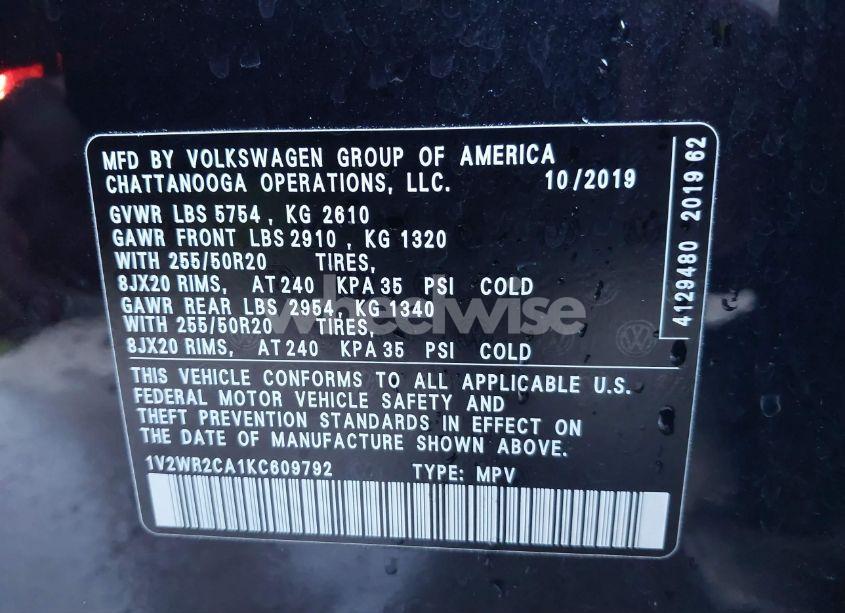 MFD BY VOLKSWAGEN GROUP OF AMERICA
CHATTANOOGA OPERATIONS, LLC. 10/2019
GVWR LBS 5754 , KG 2610
GAWR FRONT LBS 2910 , KG 1320
WITH 255/50R20 TIRES,
8JX20 RIMS, AT 240 KPA 35 PSI COLD
GAWR REAR LBS 2954, KG 1340
WITH 255/50R20 TIRES,
8JX20 RIMS, AT 240 KPA 35 PSI COLD
THIS VEHICLE CONFORMS TO ALL APPLICABLE U.S.
FEDERAL MOTOR VEHICLE SAFETY AND
THEFT PREVENTION STANDARDS IN EFFECT ON
THE DATE OF MANUFACTURE SHOWN ABOVE.
1V2WR2CA1KC609792 TYPE: MPV
4129480 2019 62
wheelwise